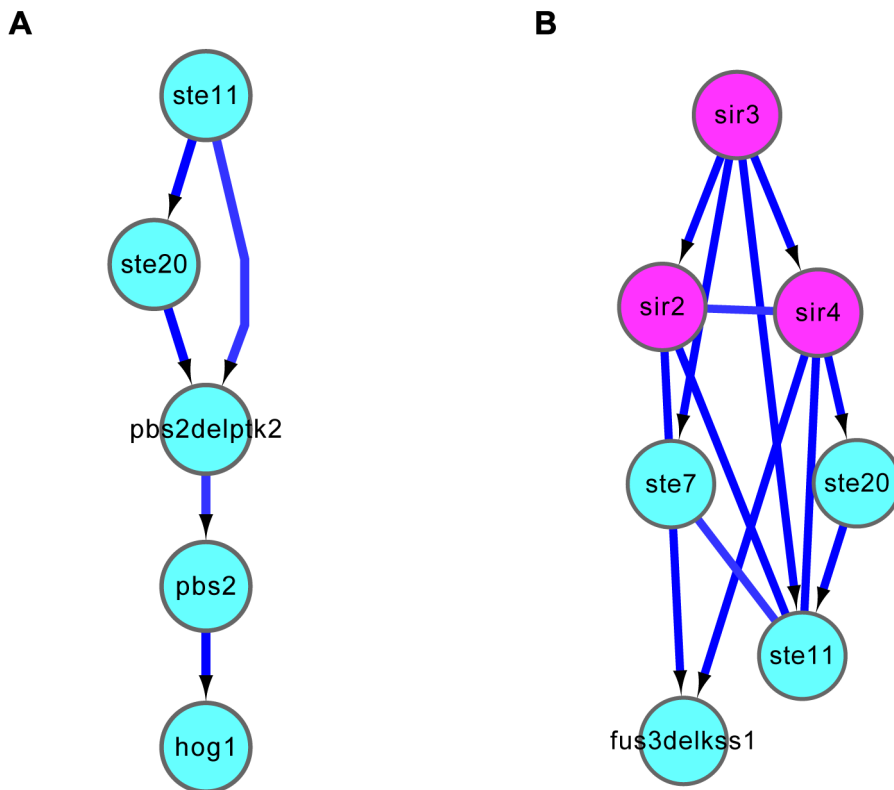 A
ste11
ste20
pbs2delptk2
pbs2
hog1
B
sir3
sir2
sir4
ste7
ste20
ste11
fus3delkss1